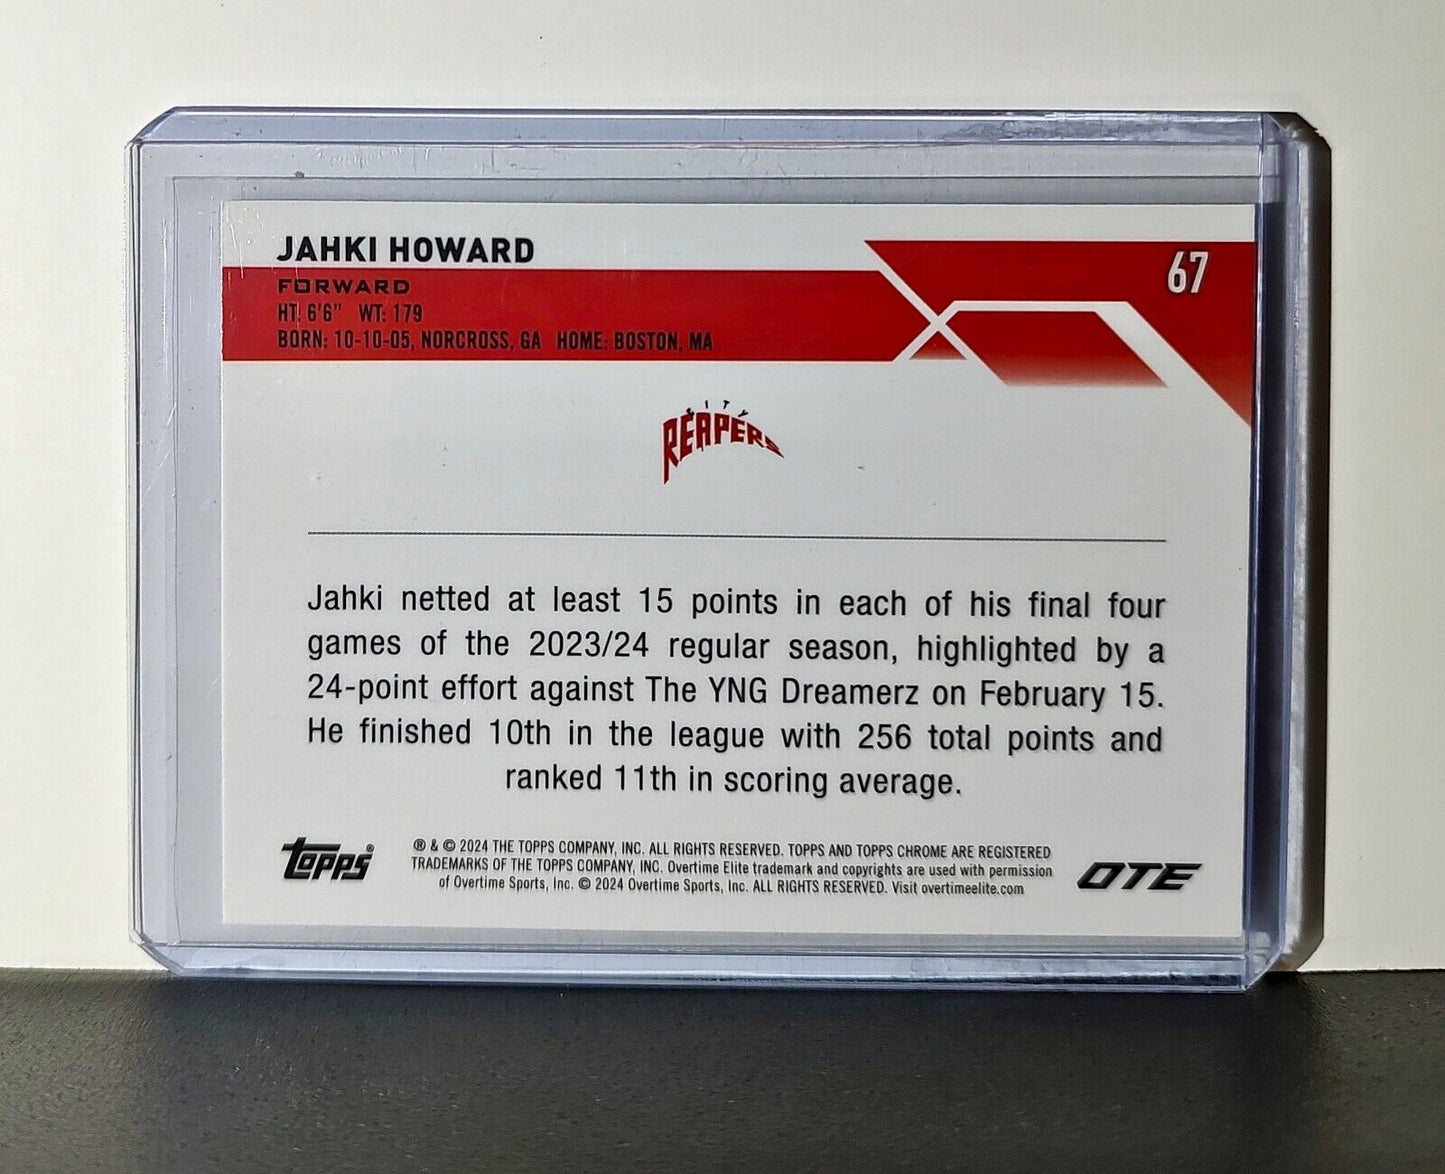 JAHKI HOWARD
67
FORWARD
HT: 6'6" WT: 179
BORN: 10-10-05, NORCROSS, GA HOME: BOSTON, MA
CITY
REAPERS
Jahki netted at least 15 points in each of his final four
games of the 2023/24 regular season, highlighted by a
24-point effort against The YNG Dreamerz on February 15.
He finished 10th in the league with 256 total points and
ranked 11th in scoring average.
topps®
® & © 2024 THE TOPPS COMPANY, INC. ALL RIGHTS RESERVED. TOPPS AND TOPPS CHROME ARE REGISTERED
TRADEMARKS OF THE TOPPS COMPANY, INC. Overtime Elite trademark and copyrights are used with permission
of Overtime Sports, Inc. © 2024 Overtime Sports, Inc. ALL RIGHTS RESERVED. Visit overtimeelite.com
OTE